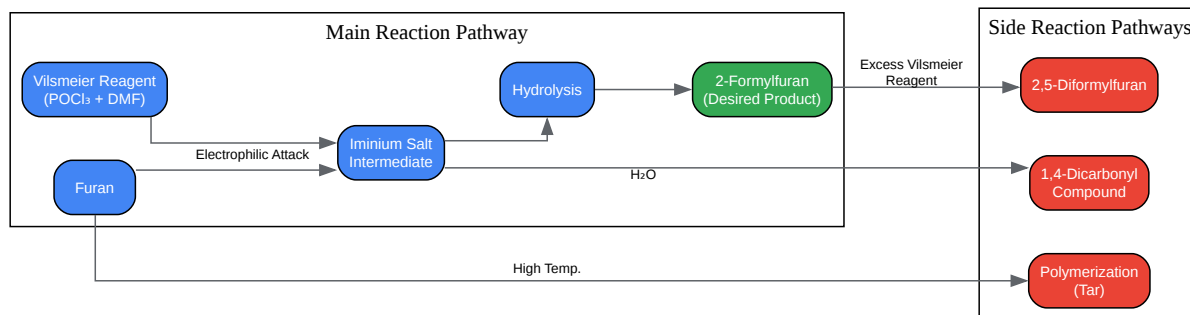 Main Reaction Pathway
Side Reaction Pathways
Vilsmeier Reagent
(POCl₃ + DMF)
Hydrolysis
2-Formylfuran
(Desired Product)
Excess Vilsmeier
Reagent
2,5-Diformylfuran
Electrophilic Attack
Iminium Salt
Intermediate
Furan
H₂O
1,4-Dicarbonyl
Compound
High Temp.
Polymerization
(Tar)